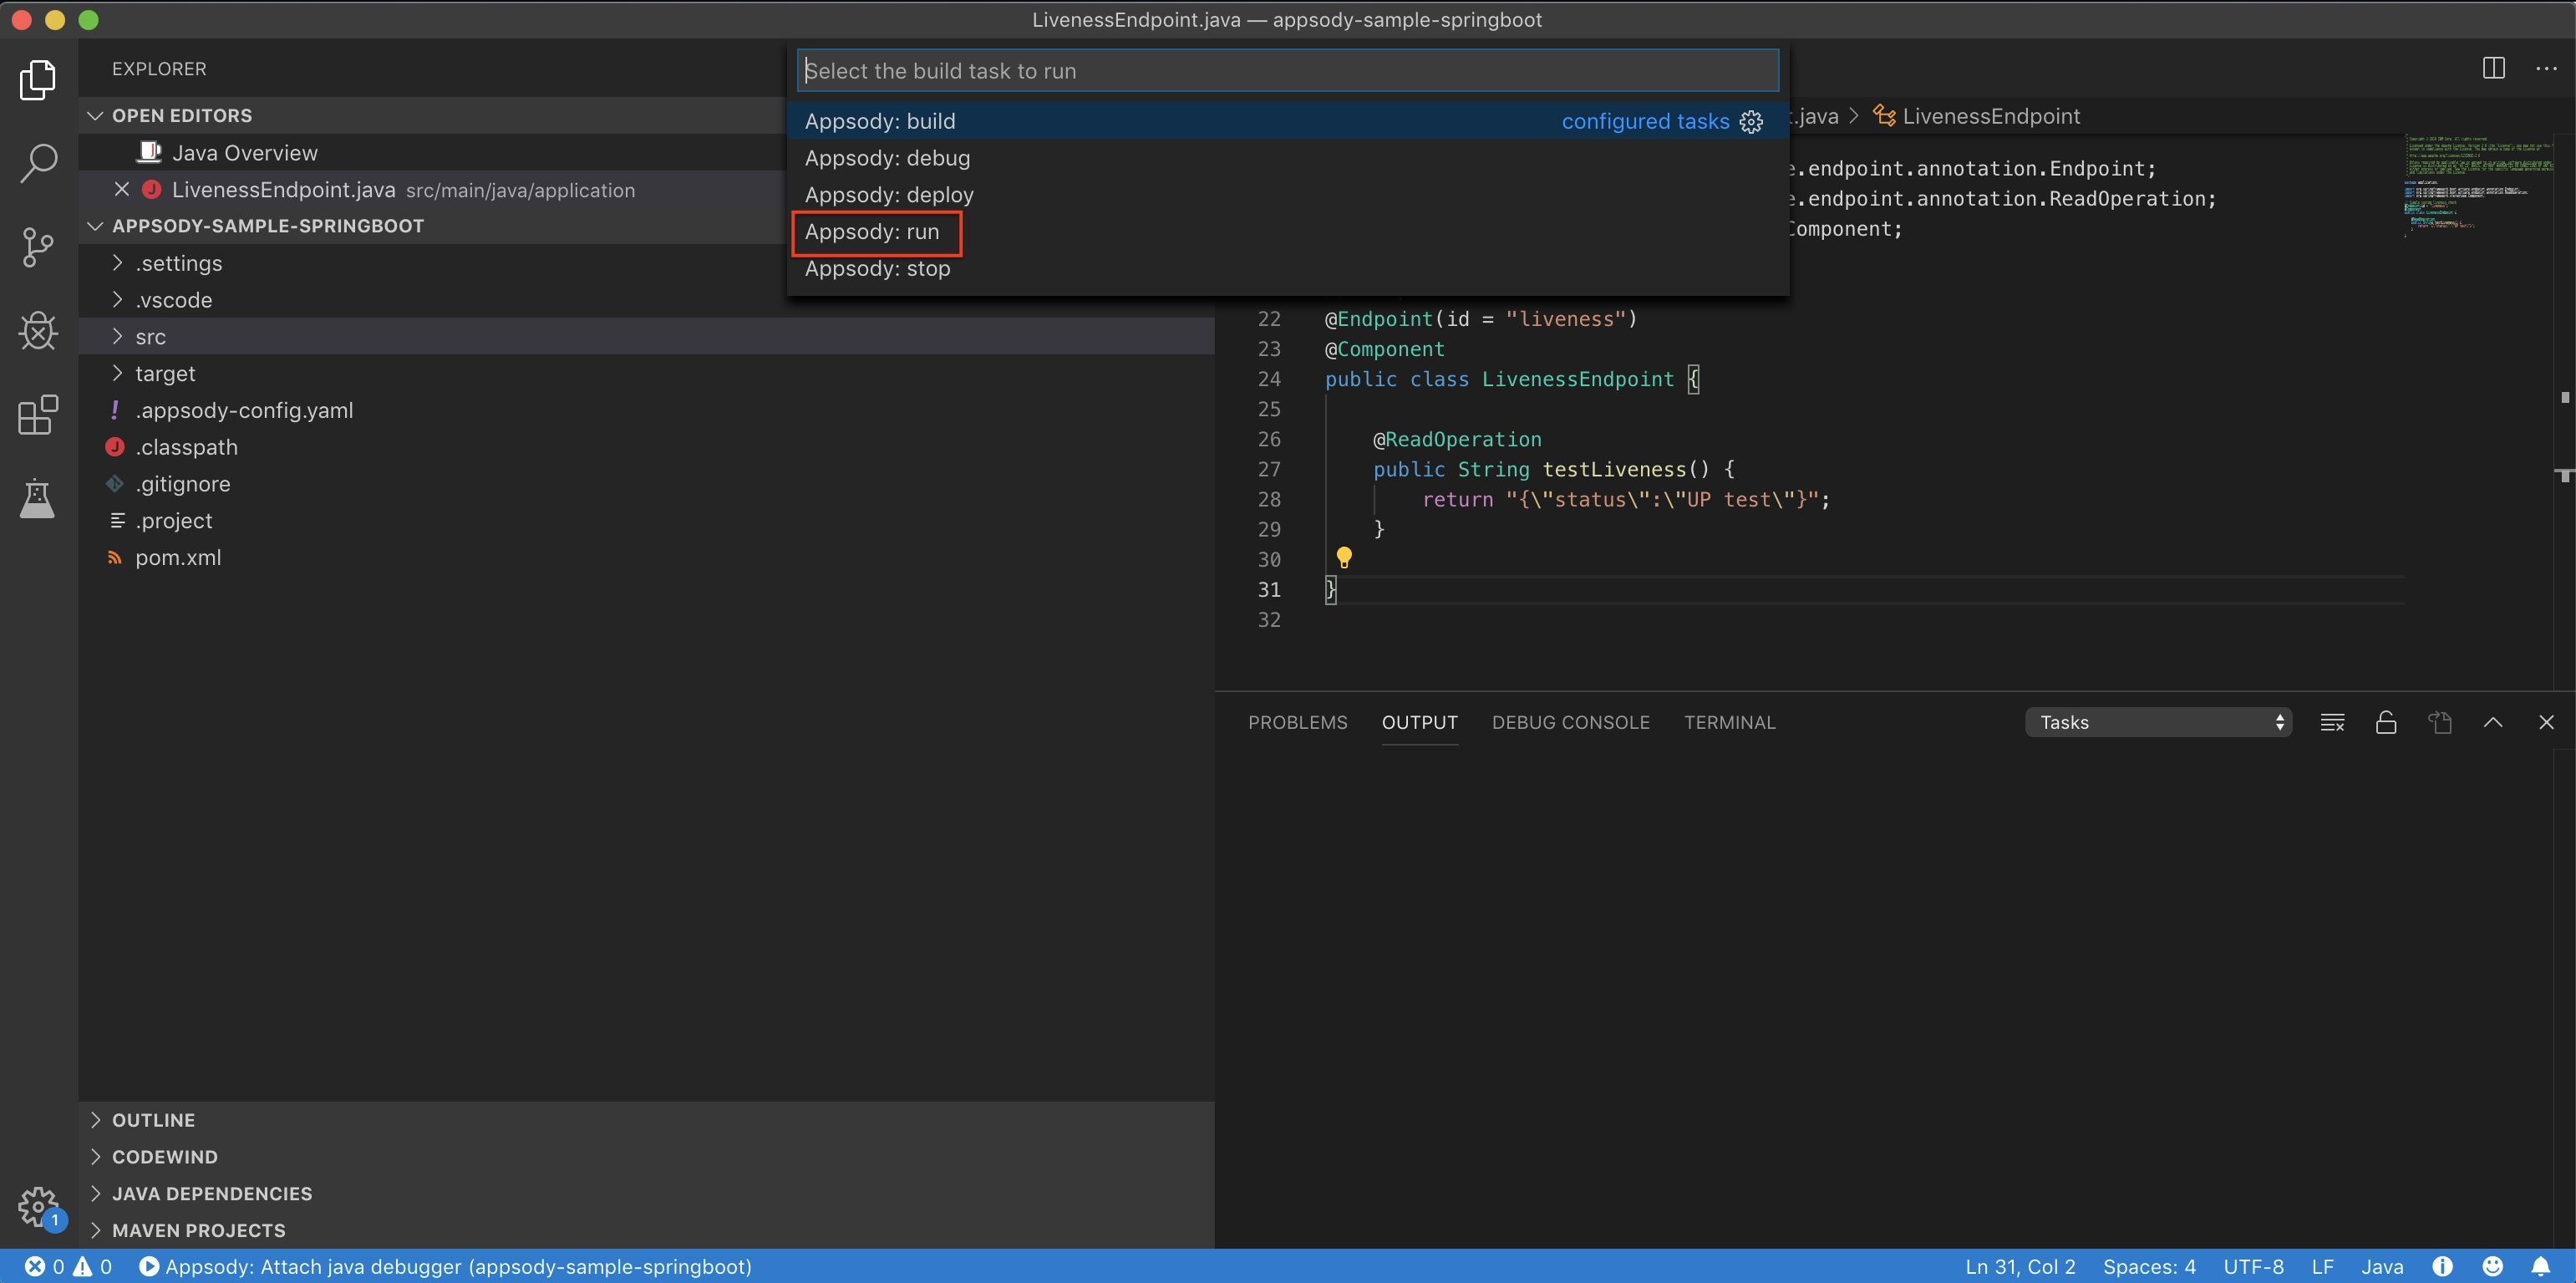 LivenessEndpoint.java — appsody-sample-springboot
EXPLORER
OPEN EDITORS
Java Overview
LivenessEndpoint.java src/main/java/application
APPSODY-SAMPLE-SPRINGBOOT
.settings
.vscode
src
target
.appsody-config.yaml
.classpath
.gitignore
.project
pom.xml
OUTLINE
CODEWIND
JAVA DEPENDENCIES
MAVEN PROJECTS
Select the build task to run
Appsody: build configured tasks
Appsody: debug
Appsody: deploy
Appsody: run
Appsody: stop
.java > LivenessEndpoint
.endpoint.annotation.Endpoint;
.endpoint.annotation.ReadOperation;
Component;
22 @Endpoint(id = "liveness")
23 @Component
24 public class LivenessEndpoint {
25
26 @ReadOperation
27 public String testLiveness() {
28 return "{\"status\":\"UP test\"}";
29 }
30
31 }
32
PROBLEMS OUTPUT DEBUG CONSOLE TERMINAL Tasks
1
0 0 Appsody: Attach java debugger (appsody-sample-springboot) Ln 31, Col 2 Spaces: 4 UTF-8 LF Java